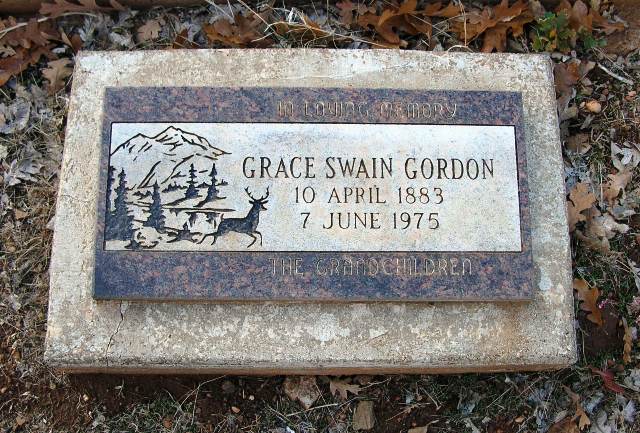 IN LOVING MEMORY
GRACE SWAIN GORDON
10 APRIL 1883
7 JUNE 1975
THE GRANDCHILDREN